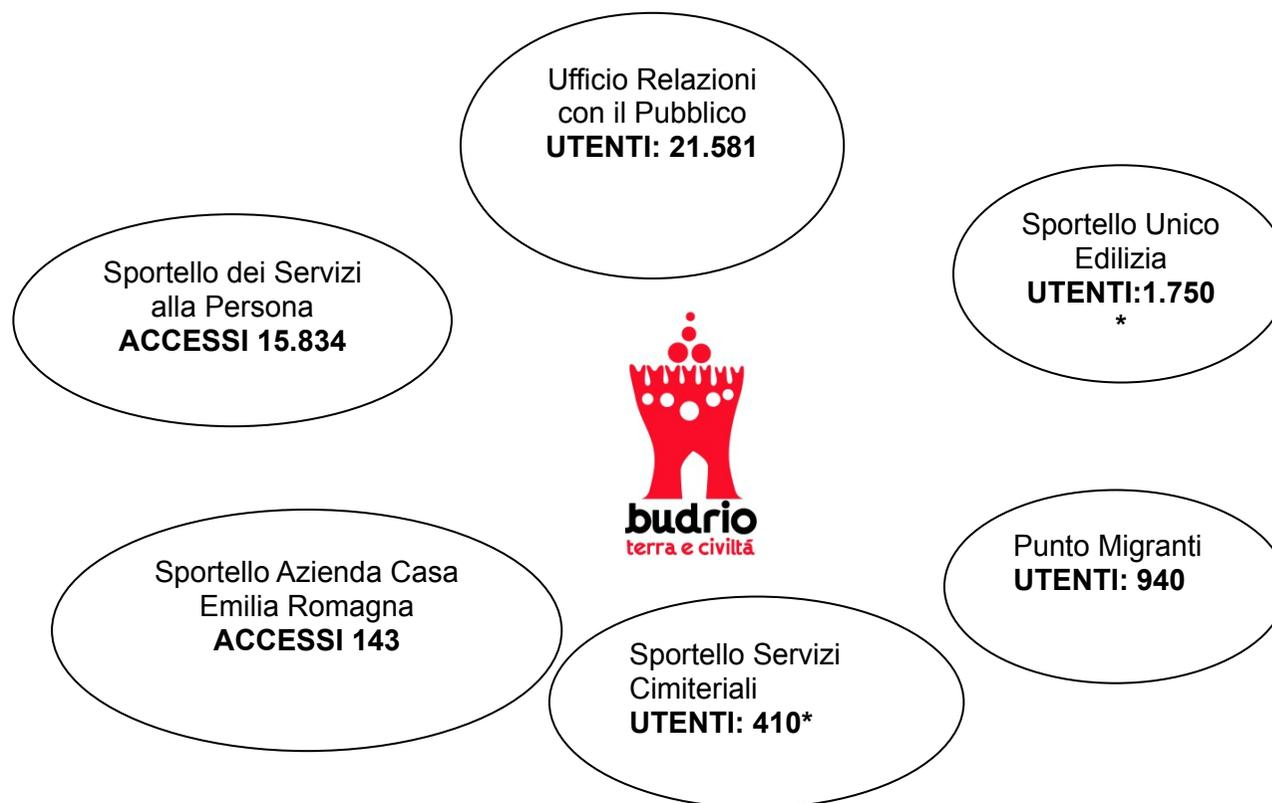 Ufficio Relazioni
con il Pubblico
UTENTI: 21.581
Sportello Unico
Edilizia
UTENTI:1.750
*
Sportello dei Servizi
alla Persona
ACCESSI 15.834
budrio
terra e civiltá
Punto Migranti
UTENTI: 940
Sportello Azienda Casa
Emilia Romagna
ACCESSI 143
Sportello Servizi
Cimiteriali
UTENTI: 410*